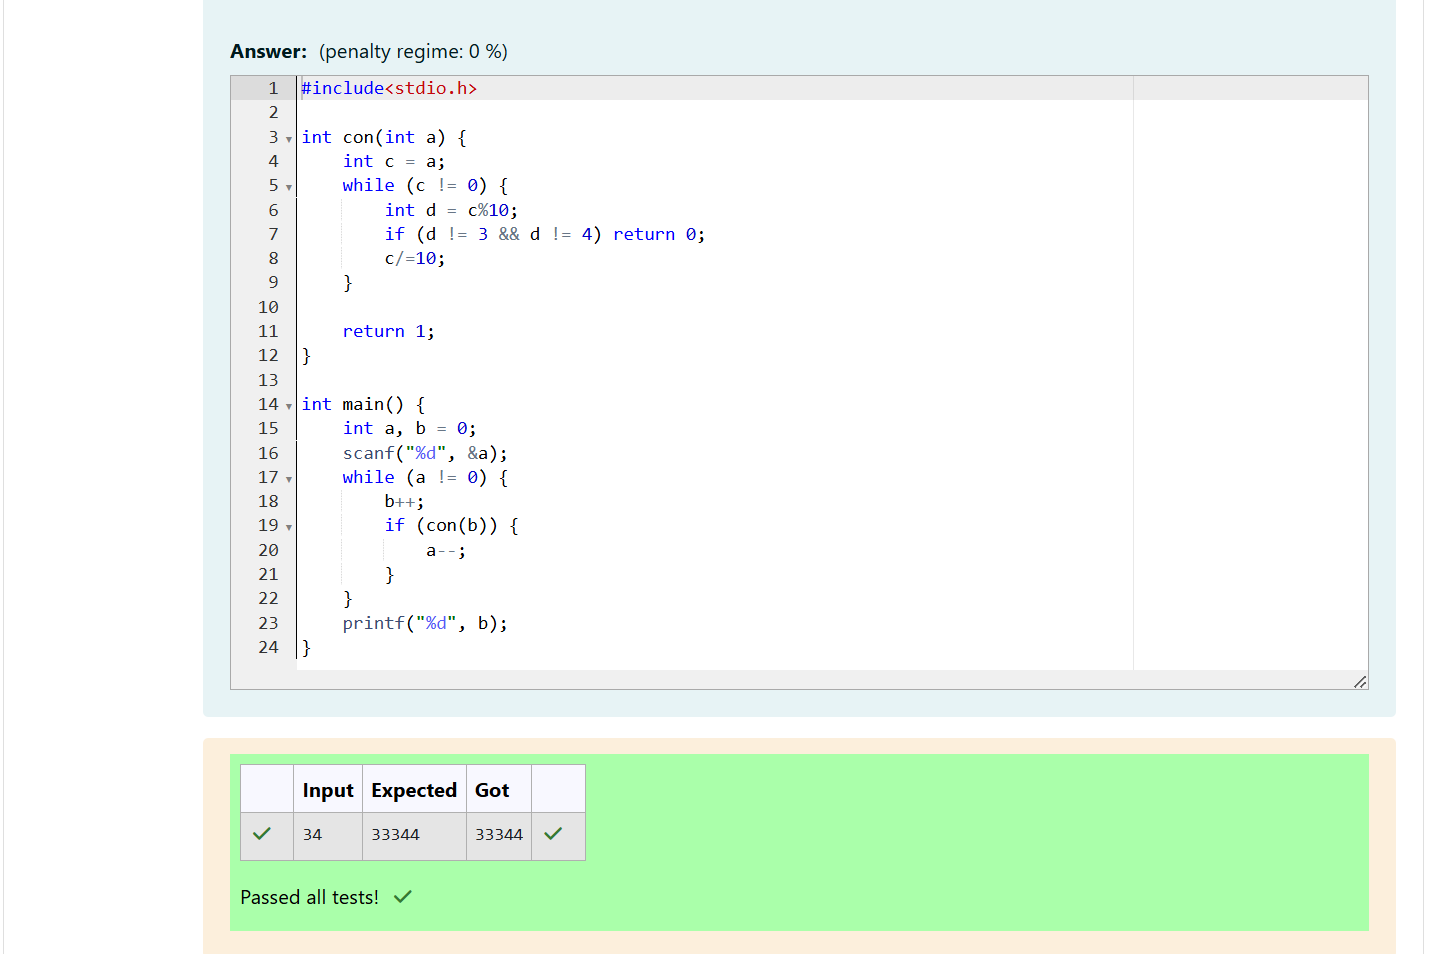 Answer: (penalty regime: 0 %)
1 #include<stdio.h>
2
3 int con(int a) {
4     int c = a;
5     while (c != 0) {
6         int d = c%10;
7         if (d != 3 && d != 4) return 0;
8         c/=10;
9     }
10
11     return 1;
12 }
13
14 int main() {
15     int a, b = 0;
16     scanf("%d", &a);
17     while (a != 0) {
18         b++;
19         if (con(b)) {
20             a--;
21         }
22     }
23     printf("%d", b);
24 }
Input Expected Got
34 33344 33344
Passed all tests!